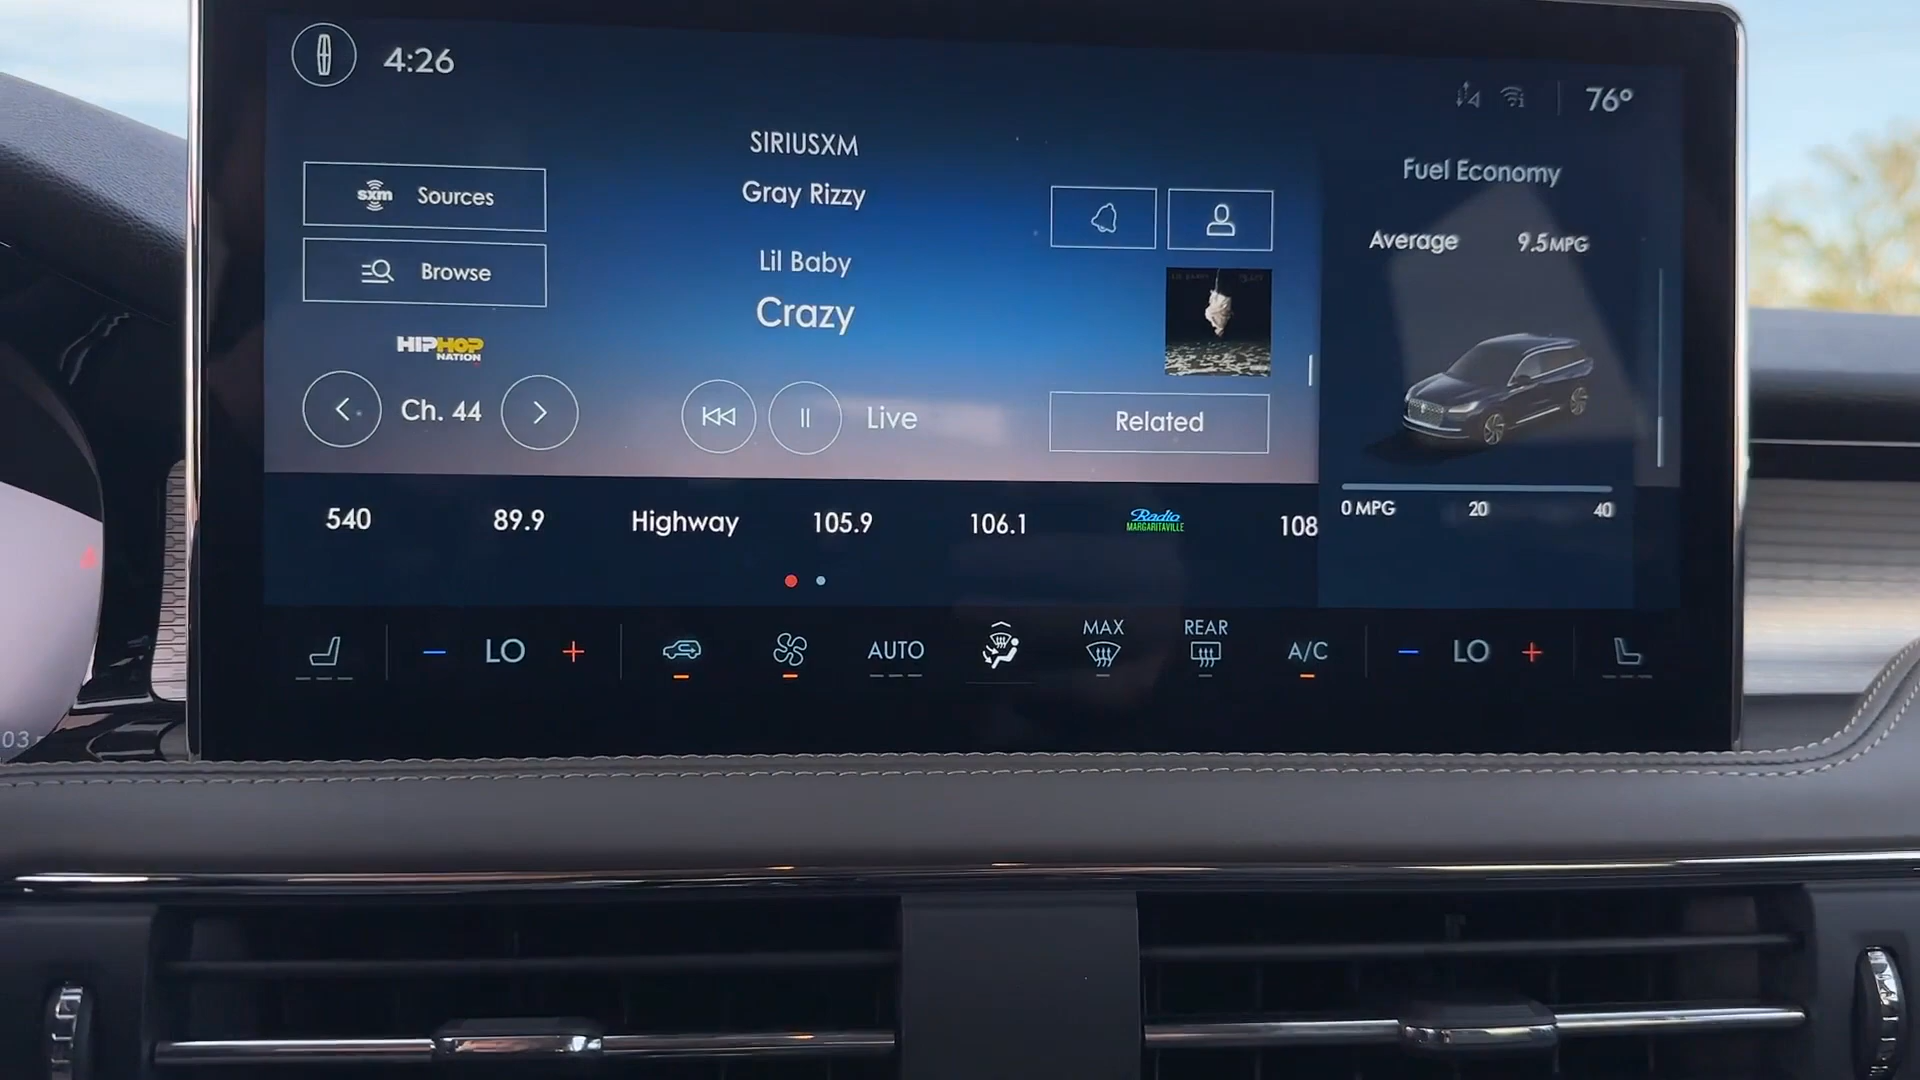 4:26
76°
SIRIUSXM
Gray Rizzy
Lil Baby
Crazy
sxm Sources
Browse
HIPHOP
NATION
Ch. 44
Live
Related
Fuel Economy
Average 9.5MPG
0 MPG 20 40
540 89.9 Highway 105.9 106.1 Radio MARGARITAVILLE 108
LO AUTO MAX REAR A/C LO
03